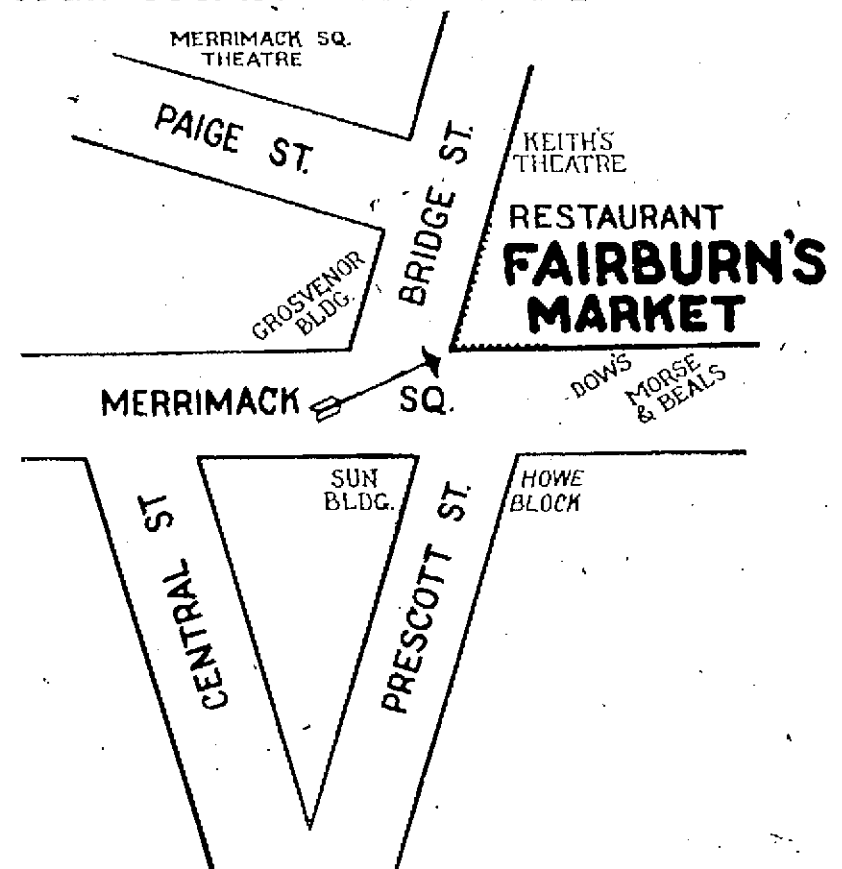 MERRIMACK SQ.
THEATRE
PAIGE ST.
BRIDGE ST.
KEITH'S
THEATRE
RESTAURANT
FAIRBURN'S
MARKET
GROSVENOR
BLDG.
MERRIMACK SQ.
DOW'S
MORSE
& BEALS
SUN
BLDG.
HOWE
BLOCK
CENTRAL ST
PRESCOTT ST.